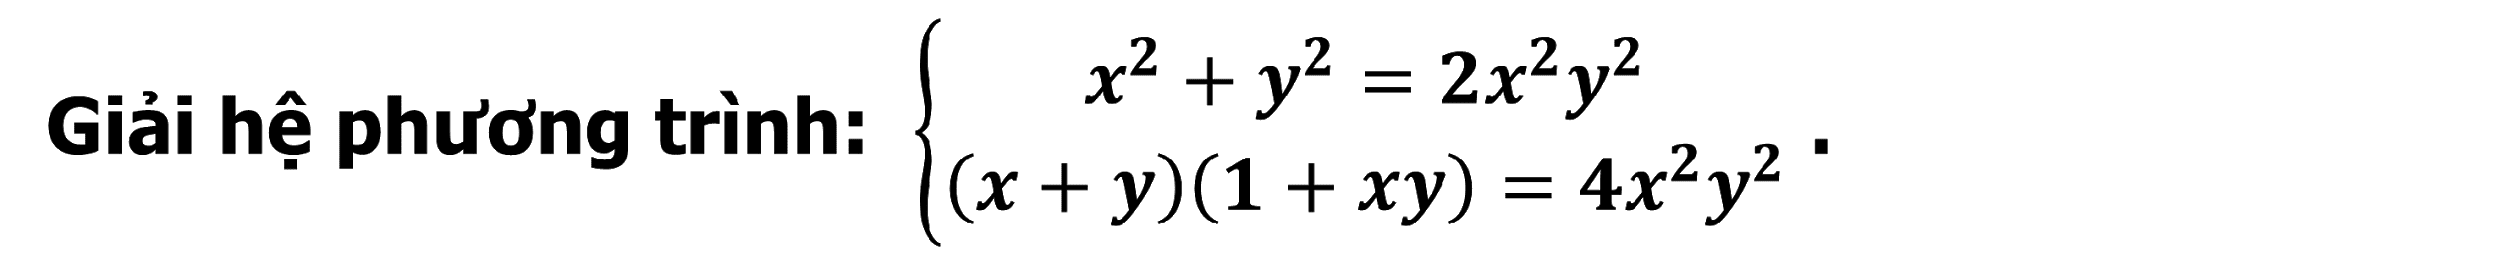 Giải hệ phương trình: { x² + y² = 2x²y²
(x + y)(1 + xy) = 4x²y² .